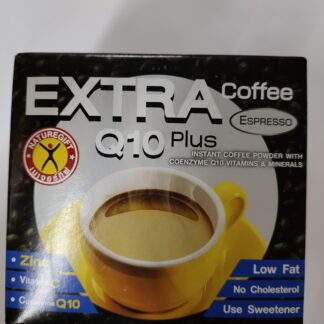 EXTRA Coffee
ESPRESSO
Q10 Plus
INSTANT COFFEE POWDER WITH
COENZYME Q10 VITAMINS & MINERALS
NATUREGIFT
• Zinc
• Vitamin C
• Coenzyme Q10
Low Fat
No Cholesterol
Use Sweetener